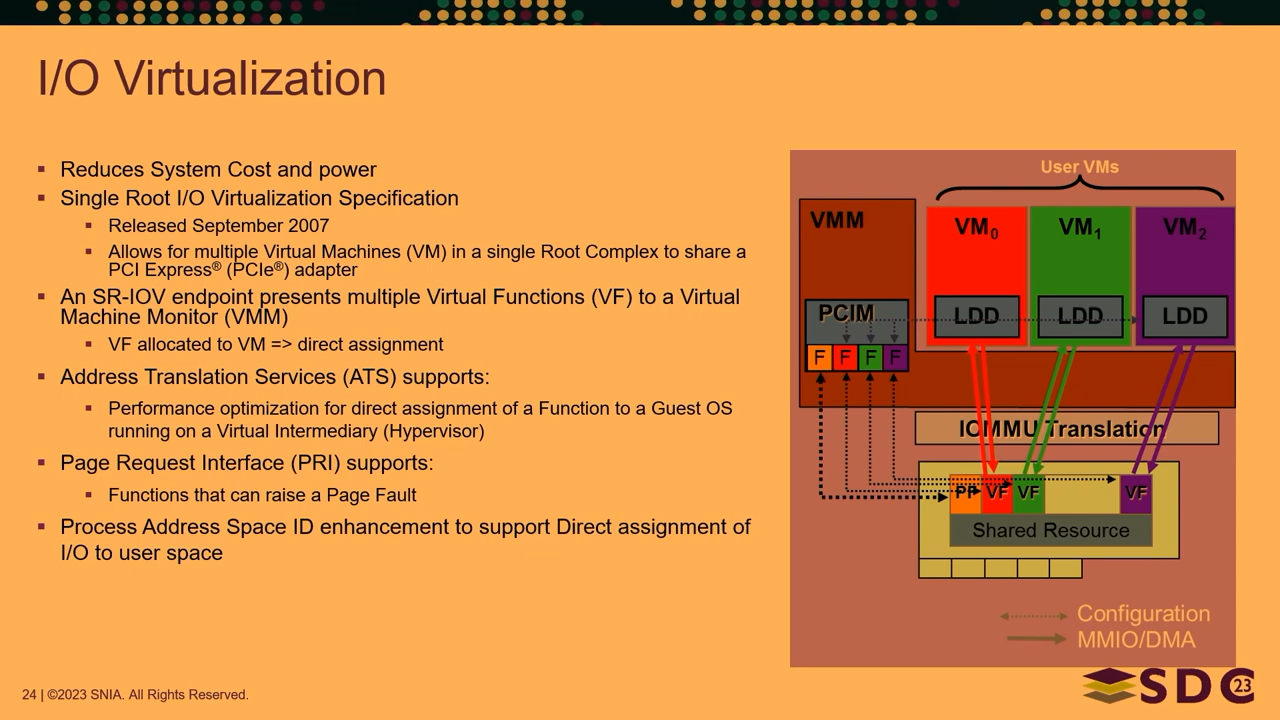 I/O Virtualization
▪ Reduces System Cost and power
▪ Single Root I/O Virtualization Specification
▪ Released September 2007
▪ Allows for multiple Virtual Machines (VM) in a single Root Complex to share a
PCI Express® (PCIe®) adapter
▪ An SR-IOV endpoint presents multiple Virtual Functions (VF) to a Virtual
Machine Monitor (VMM)
▪ VF allocated to VM => direct assignment
▪ Address Translation Services (ATS) supports:
▪ Performance optimization for direct assignment of a Function to a Guest OS
running on a Virtual Intermediary (Hypervisor)
▪ Page Request Interface (PRI) supports:
▪ Functions that can raise a Page Fault
▪ Process Address Space ID enhancement to support Direct assignment of
I/O to user space
User VMs
VMM VM0 VM1 VM2
PCIM LDD LDD LDD
F F F F
IOMMU Translation
PF VF VF VF
Shared Resource
Configuration
MMIO/DMA
24 | ©2023 SNIA. All Rights Reserved.
SDC 23